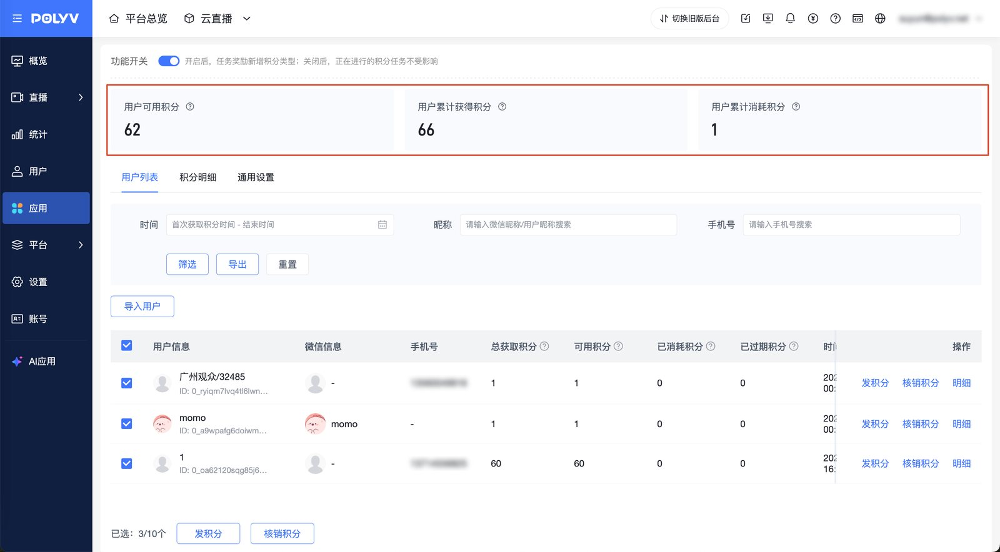 POLYV
平台总览
云直播
切换旧版后台
概览
直播
统计
用户
应用
平台
设置
账号
AI应用
功能开关 开启后，任务奖励新增积分类型；关闭后，正在进行的积分任务不受影响
用户可用积分
62
用户累计获得积分
66
用户累计消耗积分
1
用户列表 积分明细 通用设置
时间 首次获取积分时间 - 结束时间 昵称 请输入微信昵称/用户昵称搜索 手机号 请输入手机号搜索
筛选 导出 重置
导入用户
用户信息 微信信息 手机号 总获取积分 可用积分 已消耗积分 已过期积分 操作
广州观众/32485
ID: 0_ryiqm7lvq4tl6lwn...
- 1 1 0 0 202
00: 发积分 核销积分 明细
momo
ID: 0_a9wpafg6doiwm...
momo - 1 1 0 0 202
00: 发积分 核销积分 明细
1
ID: 0_oa62120sqg85j6...
- 60 60 0 0 202
16: 发积分 核销积分 明细
已选：3/10个 发积分 核销积分